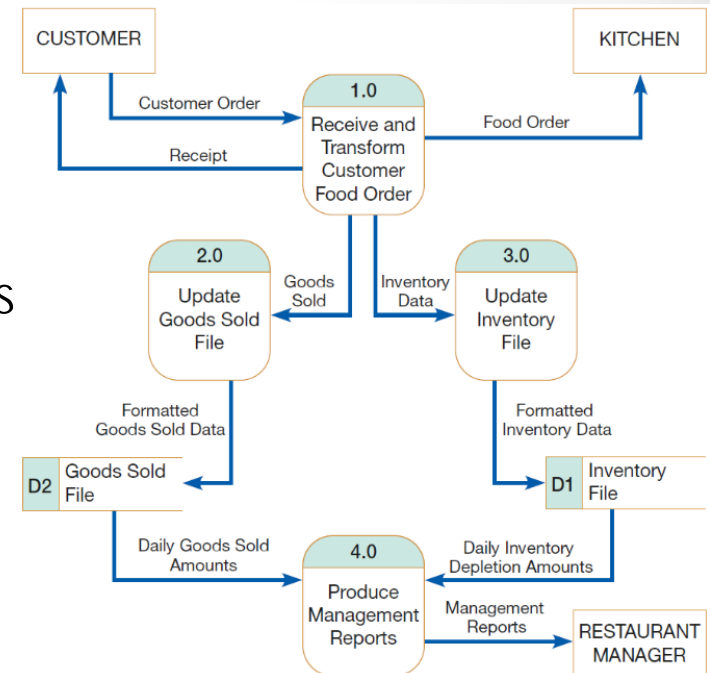 CUSTOMER
KITCHEN
1.0
Receive and
Transform
Customer
Food Order
Customer Order
Receipt
Food Order
2.0
Update
Goods Sold
File
Goods
Sold
Inventory
Data
3.0
Update
Inventory
File
S
Formatted
Goods Sold Data
Formatted
Inventory Data
D2
Goods Sold
File
D1
Inventory
File
Daily Goods Sold
Amounts
4.0
Produce
Management
Reports
Daily Inventory
Depletion Amounts
Management
Reports
RESTAURANT
MANAGER